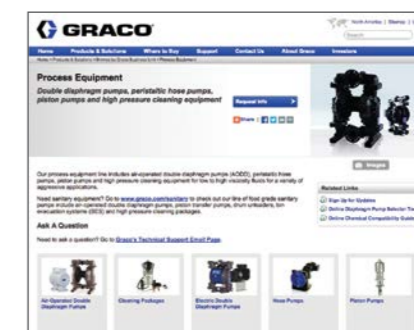 GRACO
North America | Sitemap |
Search
Home Products & Solutions Where to Buy Support Contact Us About Graco Investors
Process Equipment
Double diaphragm pumps, peristaltic hose pumps,
piston pumps and high pressure cleaning equipment
Request Info >
Share |
Images
Our process equipment line includes air-operated double diaphragm pumps (AODD), peristaltic hose
pumps, piston pumps and high pressure cleaning equipment for low to high viscosity fluids for a variety of
aggressive applications.
Need sanitary equipment? Go to www.graco.com/sanitary to check out our line of food grade sanitary
pumps include air-operated double diaphragm pumps, piston transfer pumps, drum unloaders, bin
evacuation systems (BES) and high pressure cleaning packages.
Related Links
Sign Up for Updates
Online Diaphragm Pump Selector
Online Chemical Compatibility Guide
Ask A Question
Need to ask a question? Go to Graco's Technical Support Email Page.
Air-Operated Double
Diaphragm Pumps
Cleaning Packages
Electric Double
Diaphragm Pumps
Hose Pumps
Piston Pumps